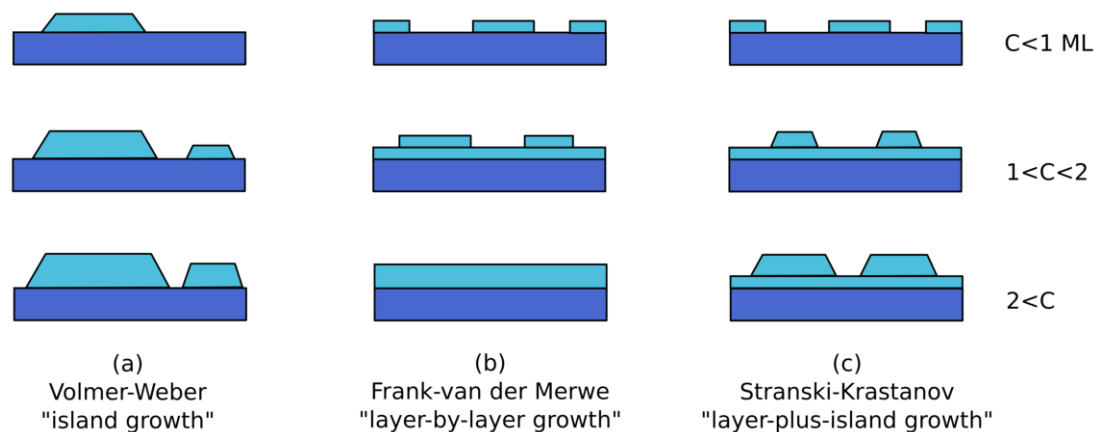 C<1 ML
1<C<2
2<C
(a)
Volmer-Weber
"island growth"
(b)
Frank-van der Merwe
"layer-by-layer growth"
(c)
Stranski-Krastanov
"layer-plus-island growth"